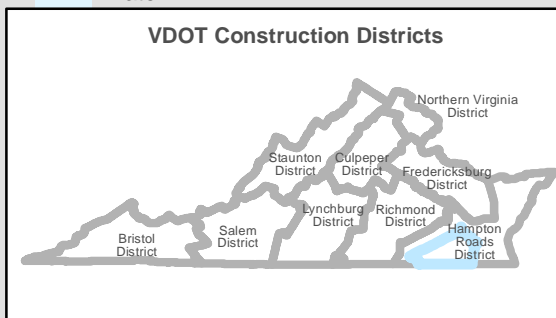 VDOT Construction Districts
Northern Virginia
District
Staunton
District
Culpeper
District
Fredericksburg
District
Lynchburg
District
Richmond
District
Hampton
Roads
District
Salem
District
Bristol
District